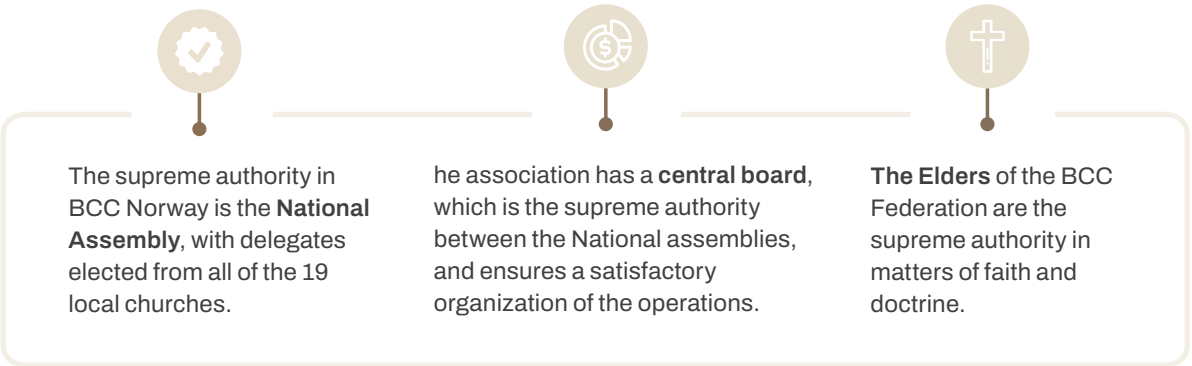 The supreme authority in
BCC Norway is the National
Assembly, with delegates
elected from all of the 19
local churches.
$
he association has a central board,
which is the supreme authority
between the National assemblies,
and ensures a satisfactory
organization of the operations.
The Elders of the BCC
Federation are the
supreme authority in
matters of faith and
doctrine.